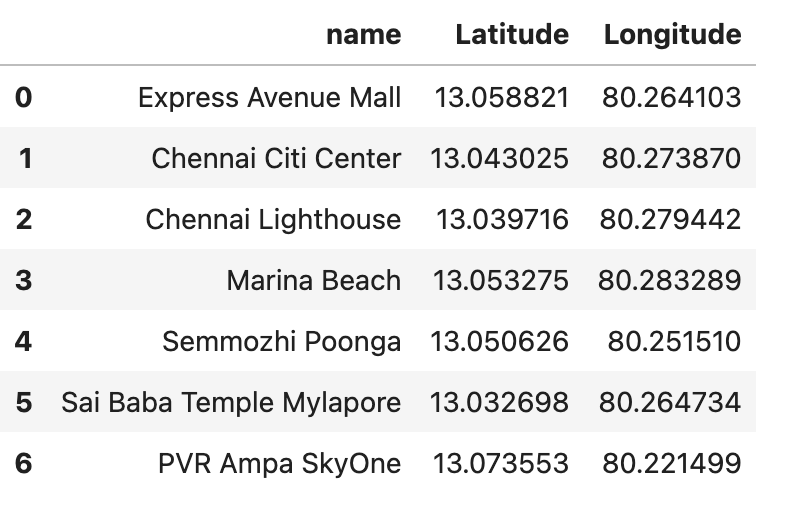 name Latitude Longitude
0 Express Avenue Mall 13.058821 80.264103
1 Chennai Citi Center 13.043025 80.273870
2 Chennai Lighthouse 13.039716 80.279442
3 Marina Beach 13.053275 80.283289
4 Semmozhi Poonga 13.050626 80.251510
5 Sai Baba Temple Mylapore 13.032698 80.264734
6 PVR Ampa SkyOne 13.073553 80.221499